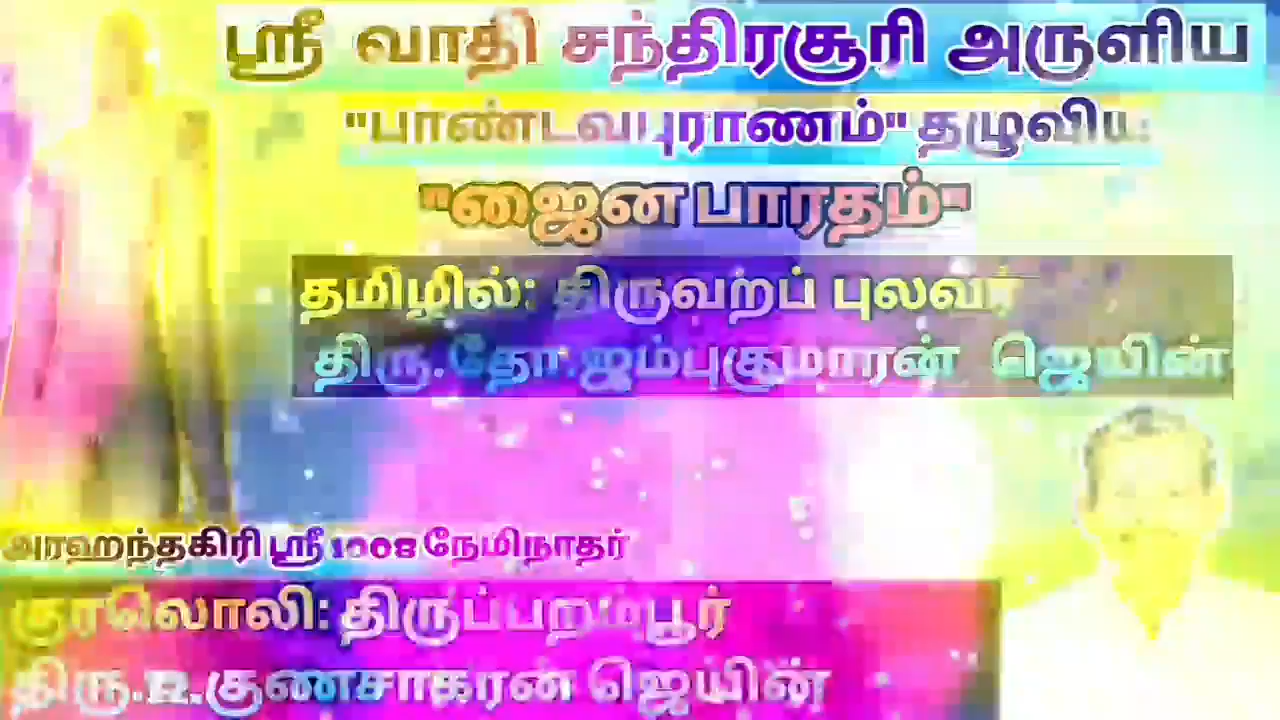 ஸ்ரீ வாதி சந்திரசூரி அருளிய
"பாண்டவபுராணம்" தழுவிய
"ஜைன பாரதம்"
தமிழில்: திருவறப் புலவர்
திரு.தோ.ஜம்புகுமாரன் ஜெயின்
அரஹந்தகிரி ஸ்ரீ 1008 நேமிநாதர்
குரலொலி: திருப்பறம்பூர்
திரு.உ.குணசாகரன் ஜெயின்